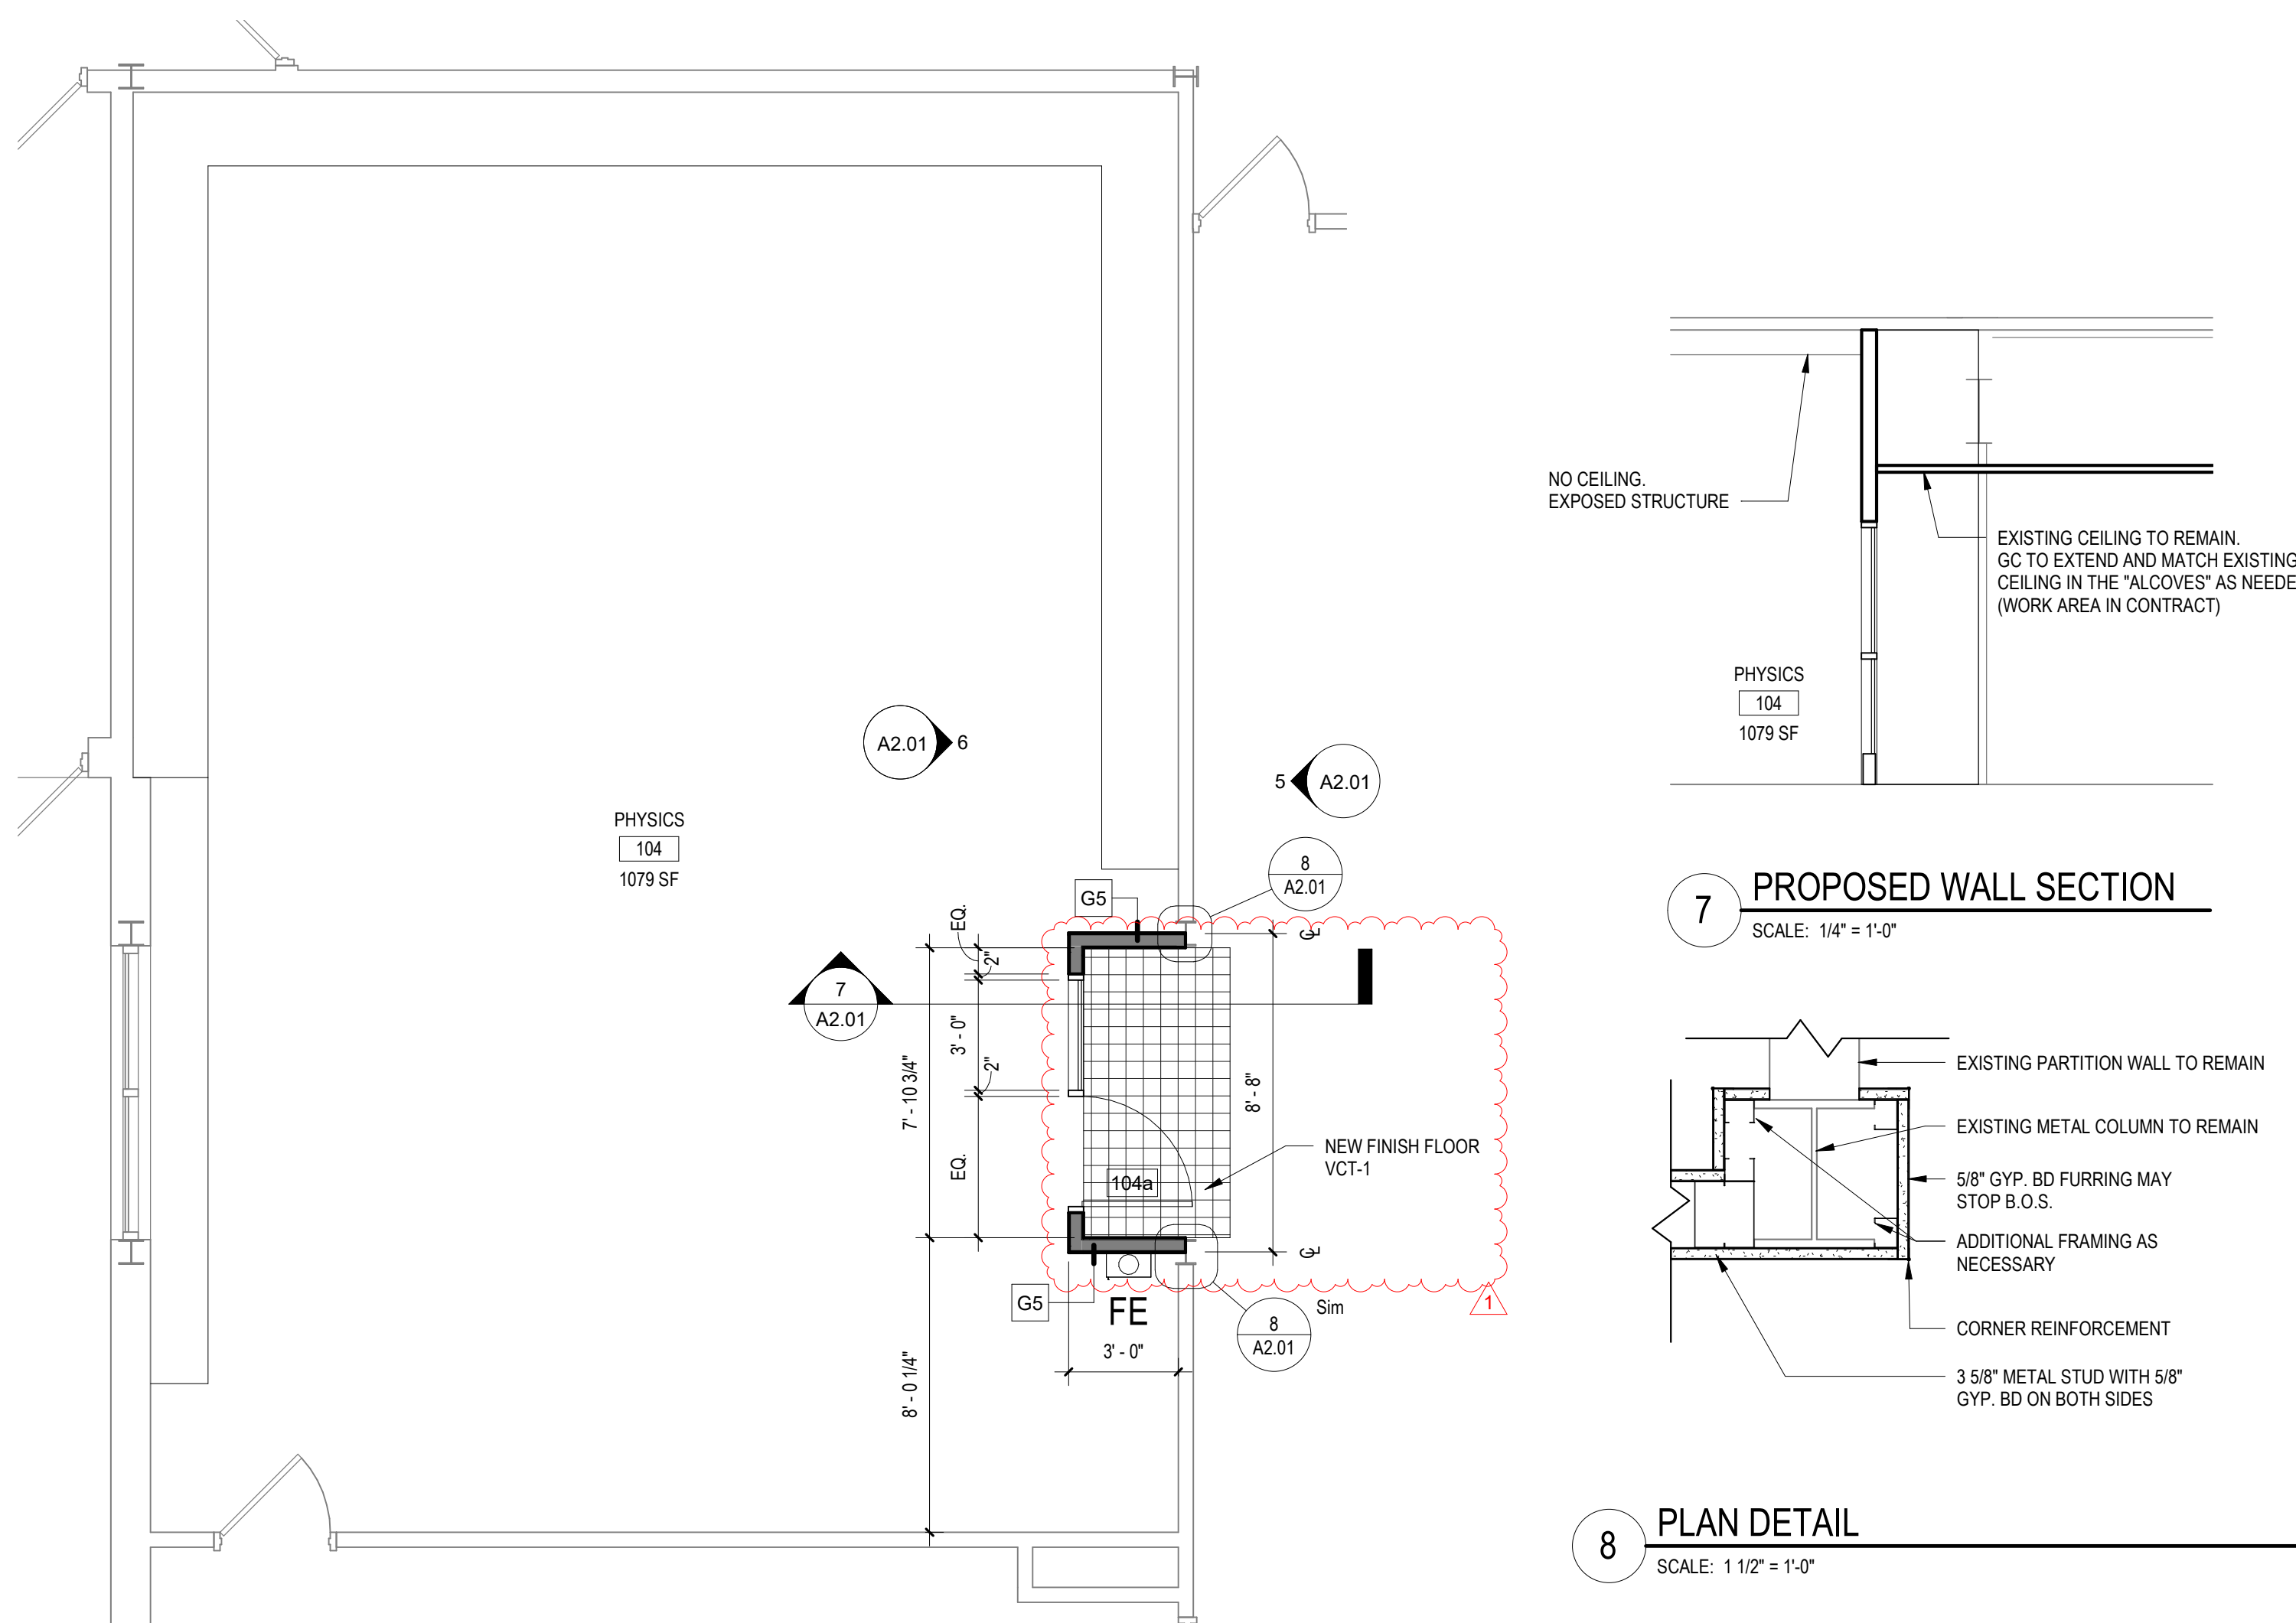 A2.01
6
5
A2.01
PHYSICS
104
1079 SF
8
A2.01
G5
EQ.
2"
7
A2.01
3' - 0"
2"
7' - 10 3/4"
EQ.
8' - 8"
NEW FINISH FLOOR
VCT-1
104a
G5
FE
3' - 0"
8
A2.01
Sim
1
8' - 0 1/4"
NO CEILING.
EXPOSED STRUCTURE
EXISTING CEILING TO REMAIN.
GC TO EXTEND AND MATCH EXISTING
CEILING IN THE "ALCOVES" AS NEEDE
(WORK AREA IN CONTRACT)
PHYSICS
104
1079 SF
7
PROPOSED WALL SECTION
SCALE: 1/4" = 1'-0"
EXISTING PARTITION WALL TO REMAIN
EXISTING METAL COLUMN TO REMAIN
5/8" GYP. BD FURRING MAY
STOP B.O.S.
ADDITIONAL FRAMING AS
NECESSARY
CORNER REINFORCEMENT
3 5/8" METAL STUD WITH 5/8"
GYP. BD ON BOTH SIDES
8
PLAN DETAIL
SCALE: 1 1/2" = 1'-0"